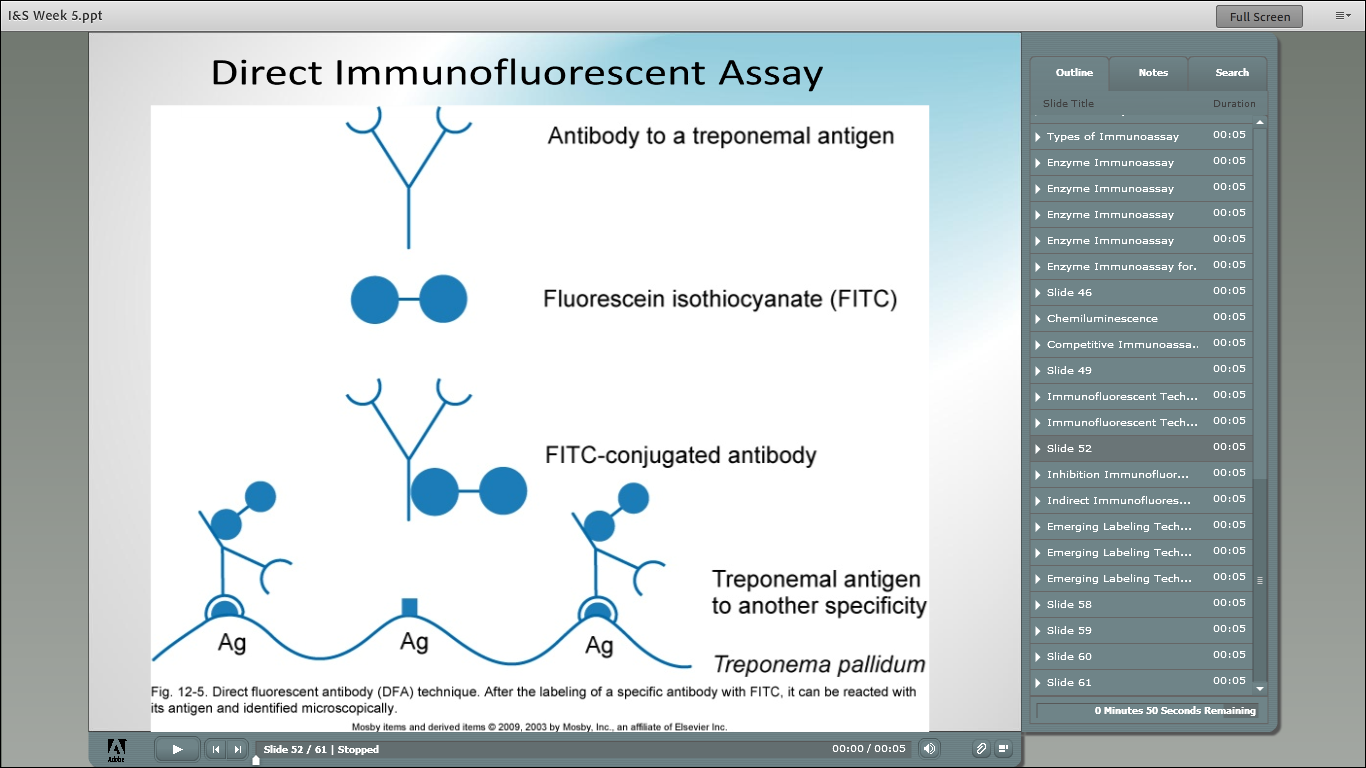 I&S Week 5.ppt
Full Screen
Direct Immunofluorescent Assay
Antibody to a treponemal antigen
Fluorescein isothiocyanate (FITC)
FITC-conjugated antibody
Treponemal antigen
to another specificity
Ag
Ag
Ag
Treponema pallidum
Fig. 12-5. Direct fluorescent antibody (DFA) technique. After the labeling of a specific antibody with FITC, it can be reacted with
its antigen and identified microscopically.
Mosby items and derived items © 2009, 2003 by Mosby, Inc., an affiliate of Elsevier Inc.
Outline Notes Search
Slide Title Duration
Types of Immunoassay 00:05
Enzyme Immunoassay 00:05
Enzyme Immunoassay 00:05
Enzyme Immunoassay 00:05
Enzyme Immunoassay 00:05
Enzyme Immunoassay for. 00:05
Slide 46 00:05
Chemiluminescence 00:05
Competitive Immunoassa.. 00:05
Slide 49 00:05
Immunofluorescent Tech... 00:05
Immunofluorescent Tech... 00:05
Slide 52 00:05
Inhibition Immunofluor... 00:05
Indirect Immunofluores... 00:05
Emerging Labeling Tech... 00:05
Emerging Labeling Tech... 00:05
Emerging Labeling Tech... 00:05
Slide 58 00:05
Slide 59 00:05
Slide 60 00:05
Slide 61 00:05
0 Minutes 50 Seconds Remaining
Adobe
Slide 52 / 61 | Stopped
00:00 / 00:05